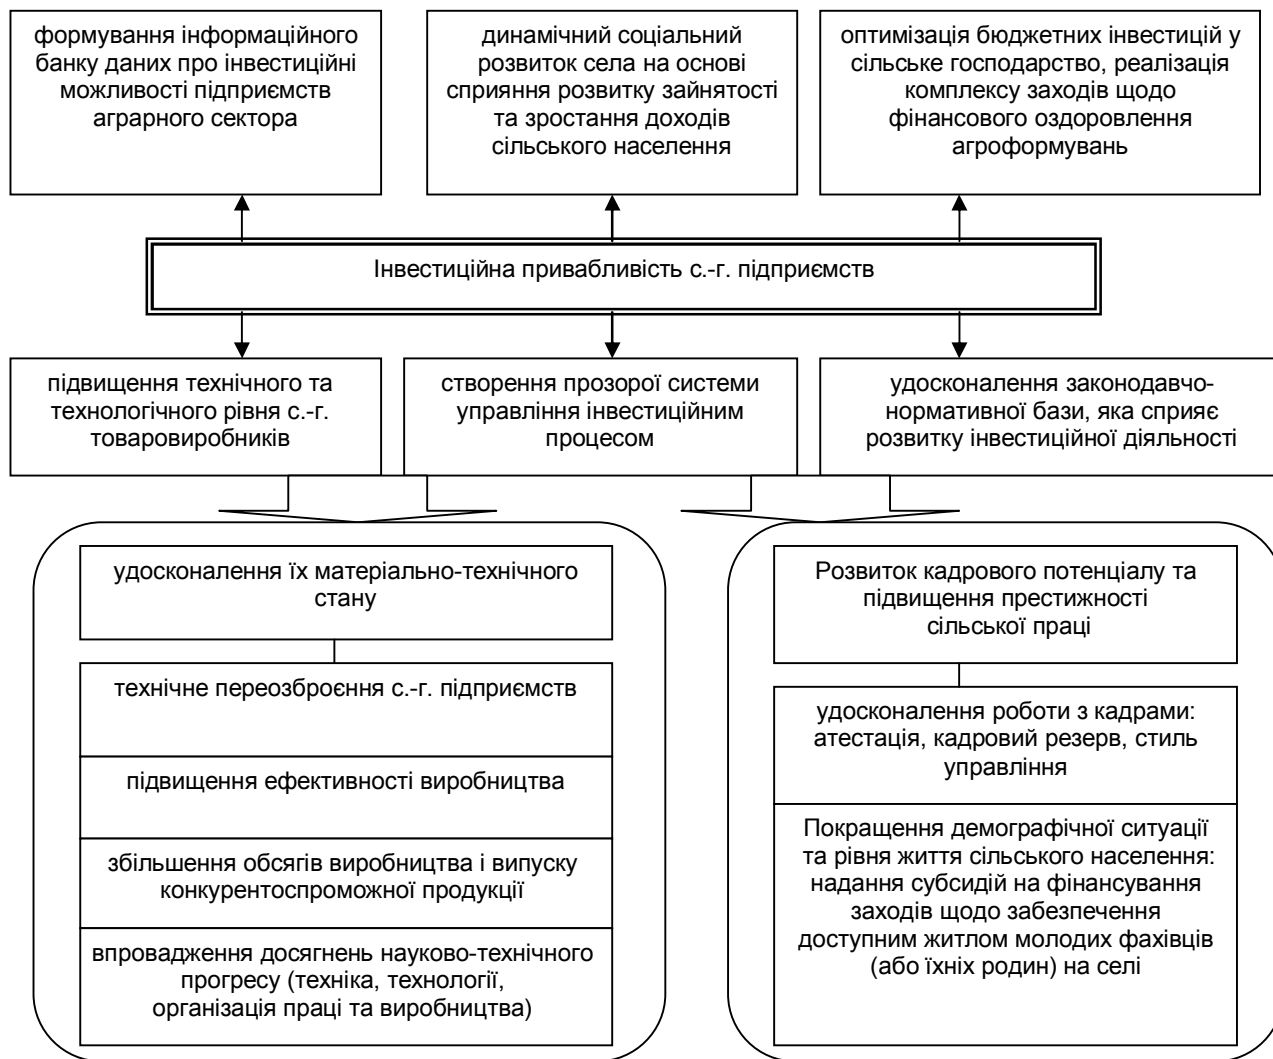 формування інформаційного
банку даних про інвестиційні
можливості підприємств
аграрного сектора
динамічний соціальний
розвиток села на основі
сприяння розвитку зайнятості
та зростання доходів
сільського населення
оптимізація бюджетних інвестицій у
сільське господарство, реалізація
комплексу заходів щодо
фінансового оздоровлення
агроформувань
Інвестиційна привабливість с.-г. підприємств
підвищення технічного та
технологічного рівня с.-г.
товаровиробників
створення прозорої системи
управління інвестиційним
процесом
удосконалення законодавчо-
нормативної бази, яка сприяє
розвитку інвестиційної діяльності
удосконалення їх матеріально-технічного
стану
технічне переозброєння с.-г. підприємств
підвищення ефективності виробництва
збільшення обсягів виробництва і випуску
конкурентоспроможної продукції
впровадження досягнень науково-технічного
прогресу (техніка, технології,
організація праці та виробництва)
Розвиток кадрового потенціалу та
підвищення престижності
сільської праці
удосконалення роботи з кадрами:
атестація, кадровий резерв, стиль
управління
Покращення демографічної ситуації
та рівня життя сільського населення:
надання субсидій на фінансування
заходів щодо забезпечення
доступним житлом молодих фахівців
(або їхніх родин) на селі